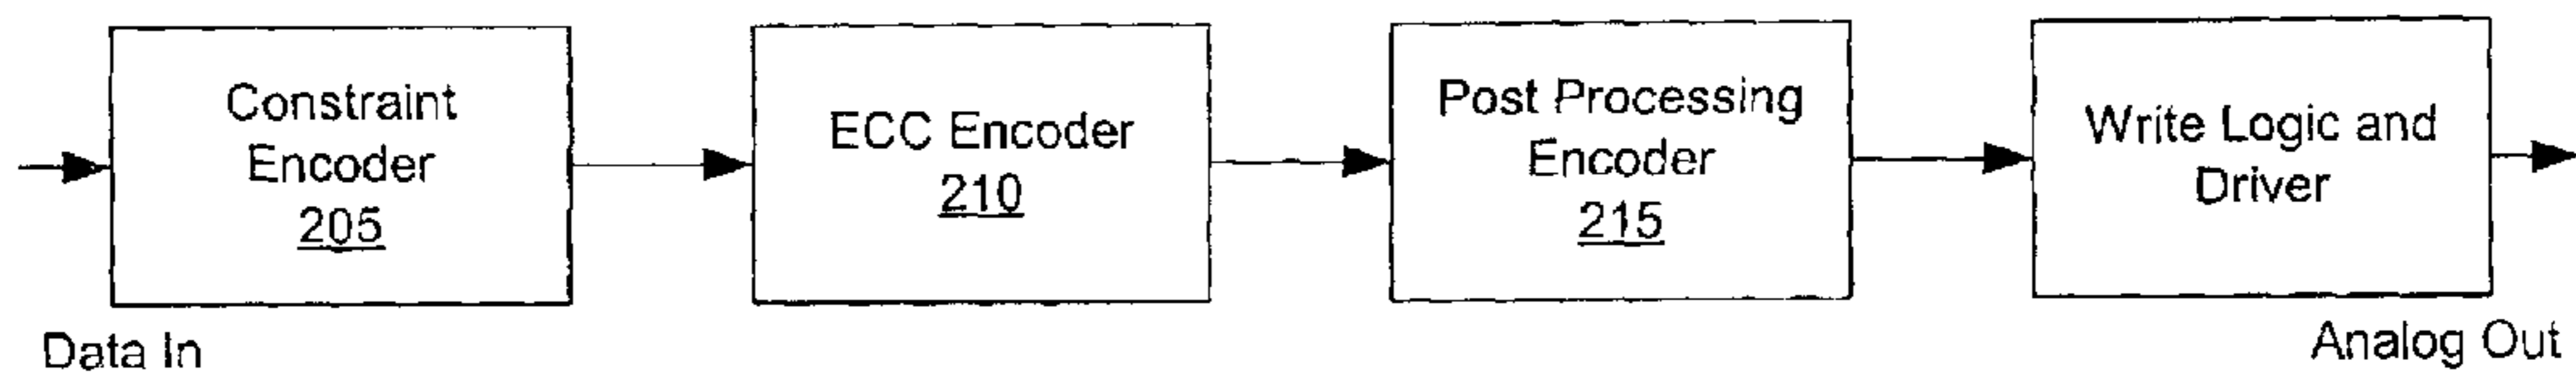 Constraint
Encoder
205
ECC Encoder
210
Post Processing
Encoder
215
Write Logic and
Driver
Data In
Analog Out